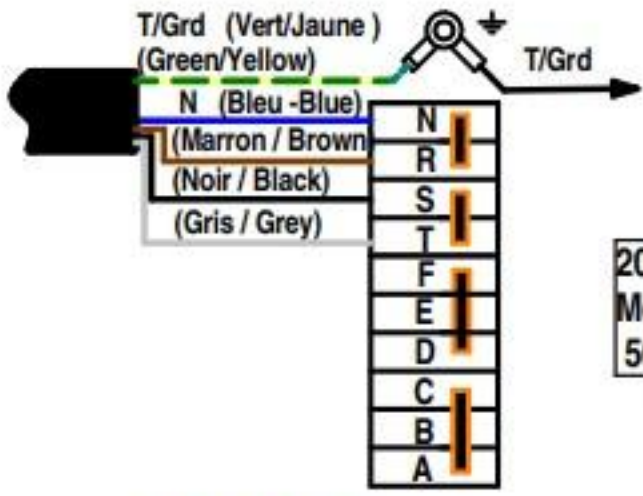 T/Grd (Vert/Jaune )
(Green/Yellow)
T/Grd
N (Bleu -Blue)
(Marron / Brown
(Noir / Black)
(Gris / Grey)
N
R
S
T
F
E
D
C
B
A